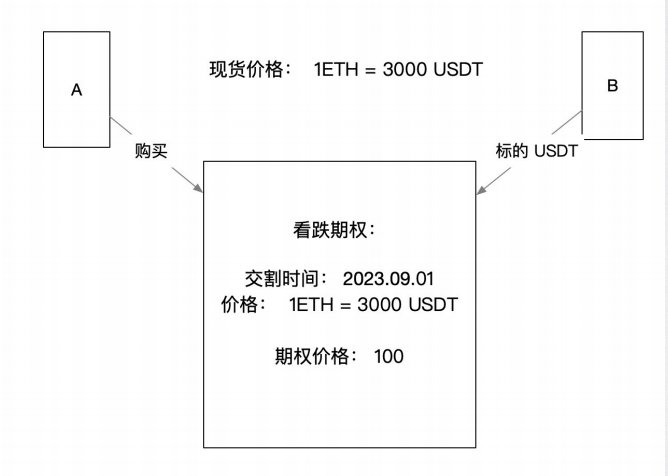 A
现货价格： 1ETH = 3000 USDT
B
购买
标的 USDT
看跌期权：
交割时间： 2023.09.01
价格： 1ETH = 3000 USDT
期权价格： 100